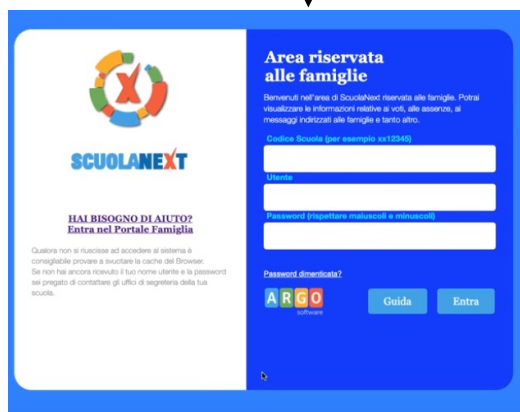 SCUOLANEXT
HAI BISOGNO DI AIUTO?
Entra nel Portale Famiglia
Qualora non si riuscisse ad accedere al sistema è
consigliabile provare a svuotare la cache del Browser.
Se non hai ancora ricevuto il tuo nome utente e la password
sei pregato di contattare gli uffici di segreteria della tua
scuola.
Area riservata
alle famiglie
Benvenuti nell'area di ScuolaNext riservata alle famiglie. Potrai
visualizzare le informazioni relative ai voti, alle assenze, ai
messaggi indirizzati alle famiglie e tanto altro.
Codice Scuola (per esempio xx12345)
Utente
Password (rispettare maiuscoli e minuscoli)
Password dimenticata?
ARGO
software
Guida
Entra